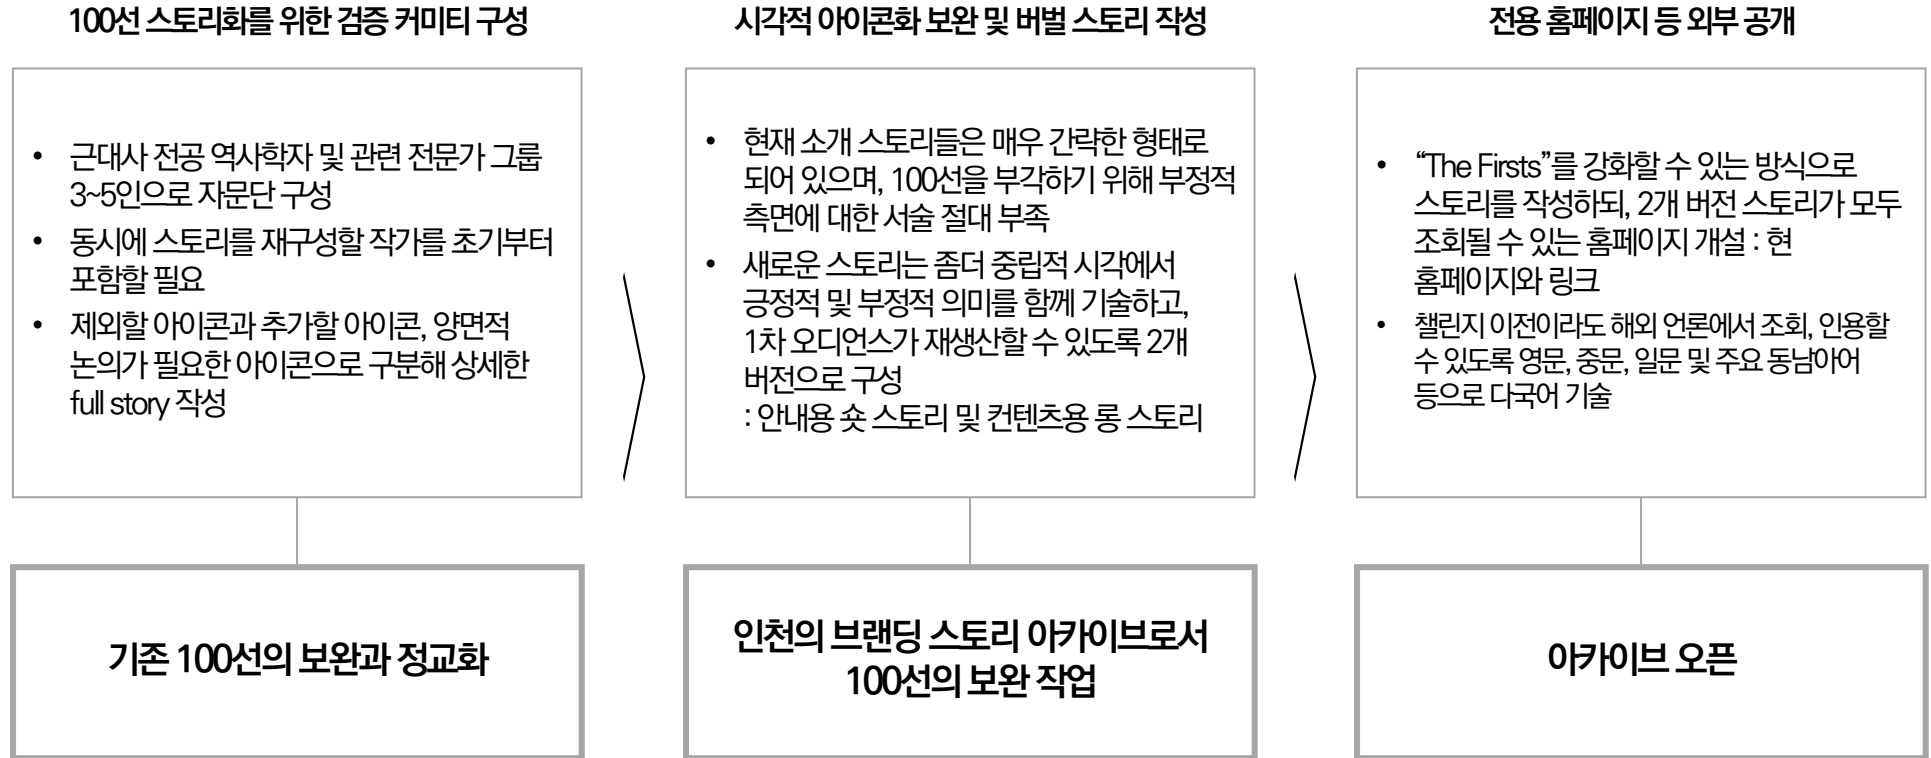 100선 스토리화를 위한 검증 커미티 구성
• 근대사 전공 역사학자 및 관련 전문가 그룹
3~5인으로 자문단 구성
• 동시에 스토리를 재구성할 작가를 초기부터
포함할 필요
• 제외할 아이콘과 추가할 아이콘, 양면적
논의가 필요한 아이콘으로 구분해 상세한
full story 작성
기존 100선의 보완과 정교화
시각적 아이콘화 보완 및 버벌 스토리 작성
• 현재 소개 스토리들은 매우 간략한 형태로
되어 있으며, 100선을 부각하기 위해 부정적
측면에 대한 서술 절대 부족
• 새로운 스토리는 좀더 중립적 시각에서
긍정적 및 부정적 의미를 함께 기술하고,
1차 오디언스가 재생산할 수 있도록 2개
버전으로 구성
: 안내용 숏 스토리 및 컨텐츠용 롱 스토리
인천의 브랜딩 스토리 아카이브로서
100선의 보완 작업
전용 홈페이지 등 외부 공개
• “The Firsts”를 강화할 수 있는 방식으로
스토리를 작성하되, 2개 버전 스토리가 모두
조회될 수 있는 홈페이지 개설 : 현
홈페이지와 링크
• 챌린지 이전이라도 해외 언론에서 조회, 인용할
수 있도록 영문, 중문, 일문 및 주요 동남아어
등으로 다국어 기술
아카이브 오픈